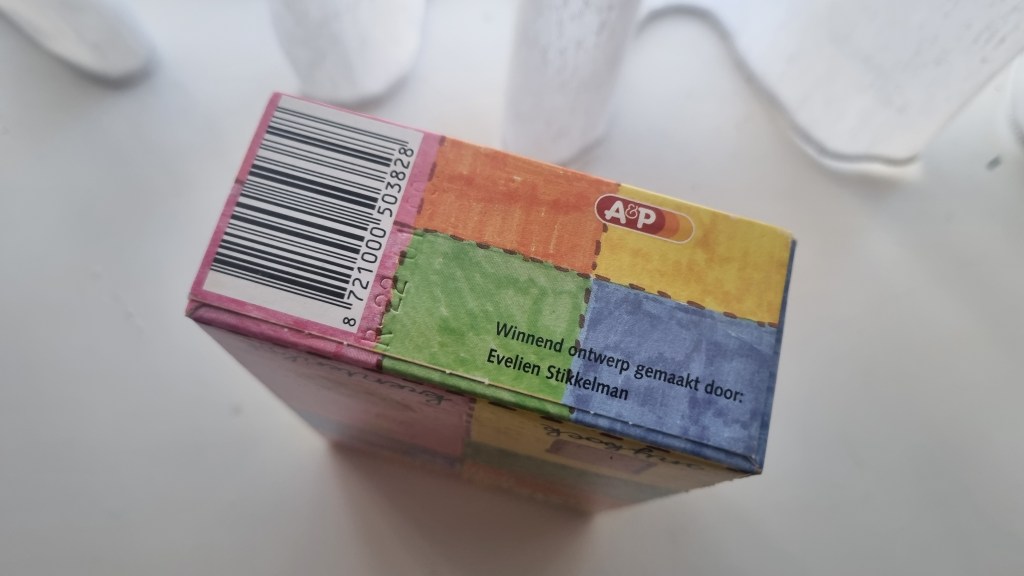 8 721000 503828
A&P
Winnend ontwerp gemaakt door:
Evelien Stikkelman